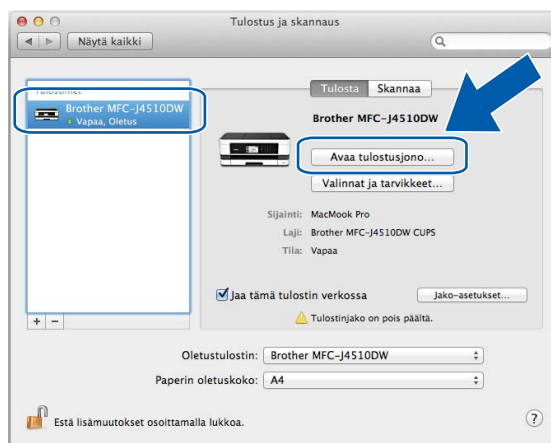 Tulostus ja skannaus
Näytä kaikki
Tulostimet
Tulosta Skannaa
Brother MFC-J4510DW
Vapaa, Oletus
Brother MFC-J4510DW
Avaa tulostusjono...
Valinnat ja tarvikkeet...
Sijainti: MacMook Pro
Laji: Brother MFC-J4510DW CUPS
Tila: Vapaa
Jaa tämä tulostin verkossa
Jako-asetukset...
Tulostinjako on pois päältä.
+ −
Oletustulostin: Brother MFC-J4510DW
Paperin oletuskoko: A4
Estä lisämuutokset osoittamalla lukkoa.
?